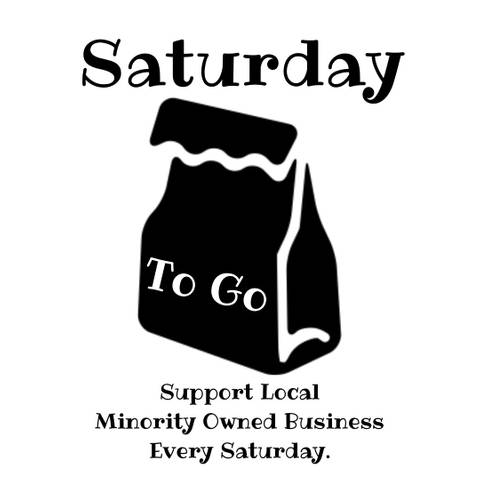 Saturday
To Go
Support Local
Minority Owned Business
Every Saturday.